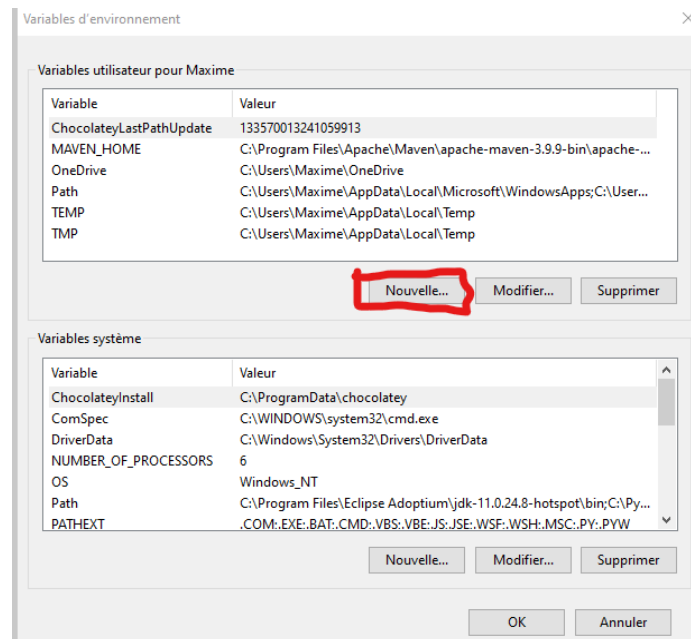 Variables d'environnement
Variables utilisateur pour Maxime
Variable Valeur
ChocolateyLastPathUpdate 133570013241059913
MAVEN_HOME C:\Program Files\Apache\Maven\apache-maven-3.9.9-bin\apache-...
OneDrive C:\Users\Maxime\OneDrive
Path C:\Users\Maxime\AppData\Local\Microsoft\WindowsApps;C:\User...
TEMP C:\Users\Maxime\AppData\Local\Temp
TMP C:\Users\Maxime\AppData\Local\Temp
Nouvelle... Modifier... Supprimer
Variables système
Variable Valeur
ChocolateyInstall C:\ProgramData\chocolatey
ComSpec C:\WINDOWS\system32\cmd.exe
DriverData C:\Windows\System32\Drivers\DriverData
NUMBER_OF_PROCESSORS 6
OS Windows_NT
Path C:\Program Files\Eclipse Adoptium\jdk-11.0.24.8-hotspot\bin;C:\Py...
PATHEXT .COM;.EXE;.BAT;.CMD;.VBS;.VBE;.JS;.JSE;.WSF;.WSH;.MSC;.PY;.PYW
Nouvelle... Modifier... Supprimer
OK Annuler